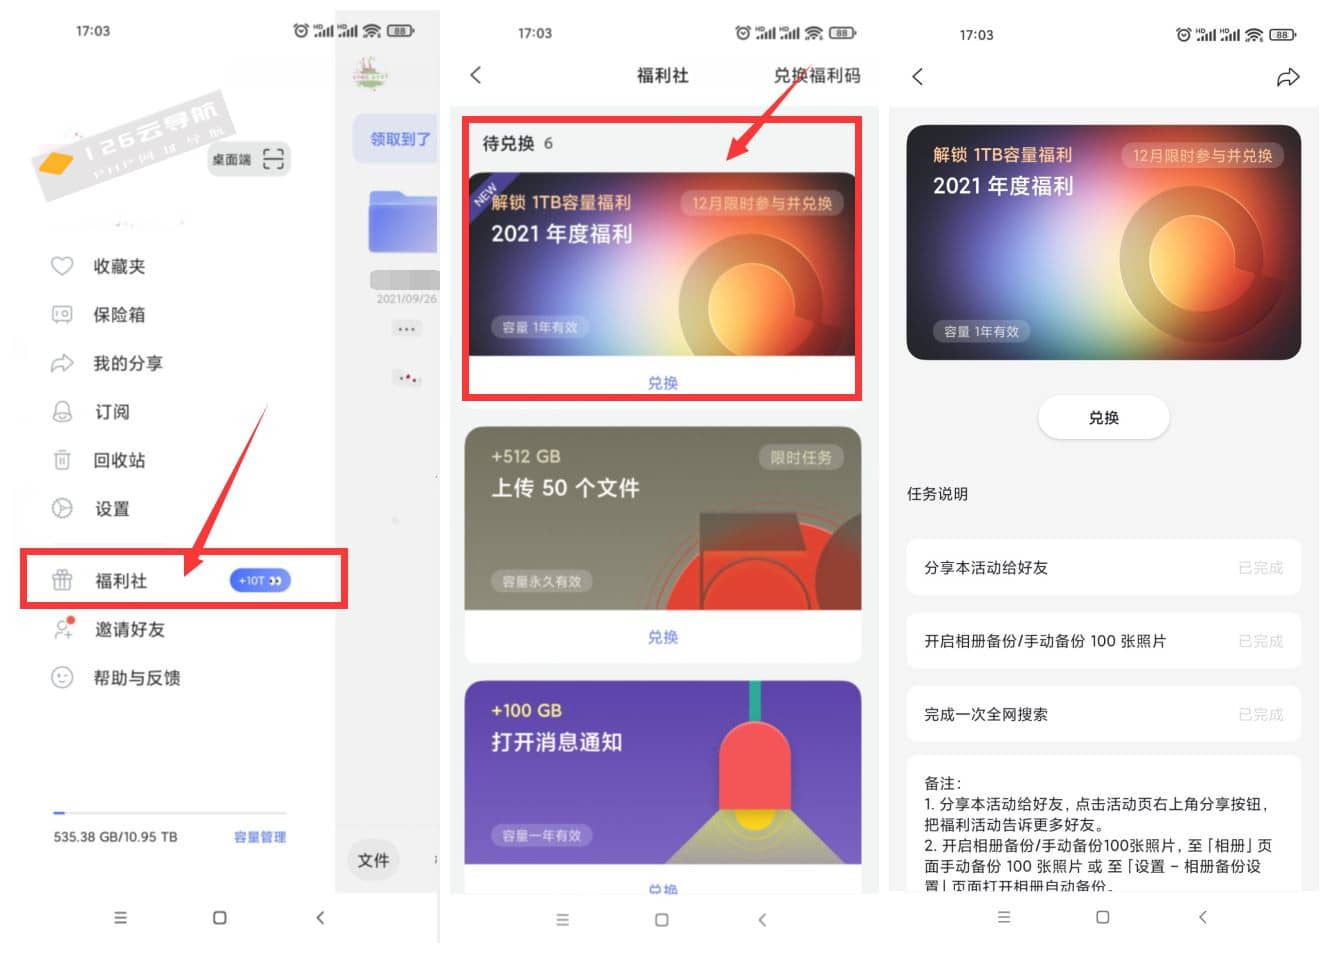 17:03
HD
HD
88
126云导航
PHP网址导航
桌面端
收藏夹
保险箱
我的分享
订阅
回收站
设置
福利社
+10T
邀请好友
帮助与反馈
535.38 GB/10.95 TB
容量管理
领取到了
2021/09/26
文件
17:03
HD
HD
88
福利社
兑换福利码
待兑换 6
NEW
解锁 1TB容量福利
12月限时参与并兑换
2021 年度福利
容量 1年有效
兑换
+512 GB
限时任务
上传 50 个文件
容量永久有效
兑换
+100 GB
打开消息通知
容量一年有效
兑换
17:03
HD
HD
88
解锁 1TB容量福利
12月限时参与并兑换
2021 年度福利
容量 1年有效
兑换
任务说明
分享本活动给好友
已完成
开启相册备份/手动备份 100 张照片
已完成
完成一次全网搜索
已完成
备注：
1. 分享本活动给好友，点击活动页右上角分享按钮，
把福利活动告诉更多好友。
2. 开启相册备份/手动备份100张照片，至「相册」页
面手动备份 100 张照片 或 至「设置 – 相册备份设
置」页面打开相册自动备份。